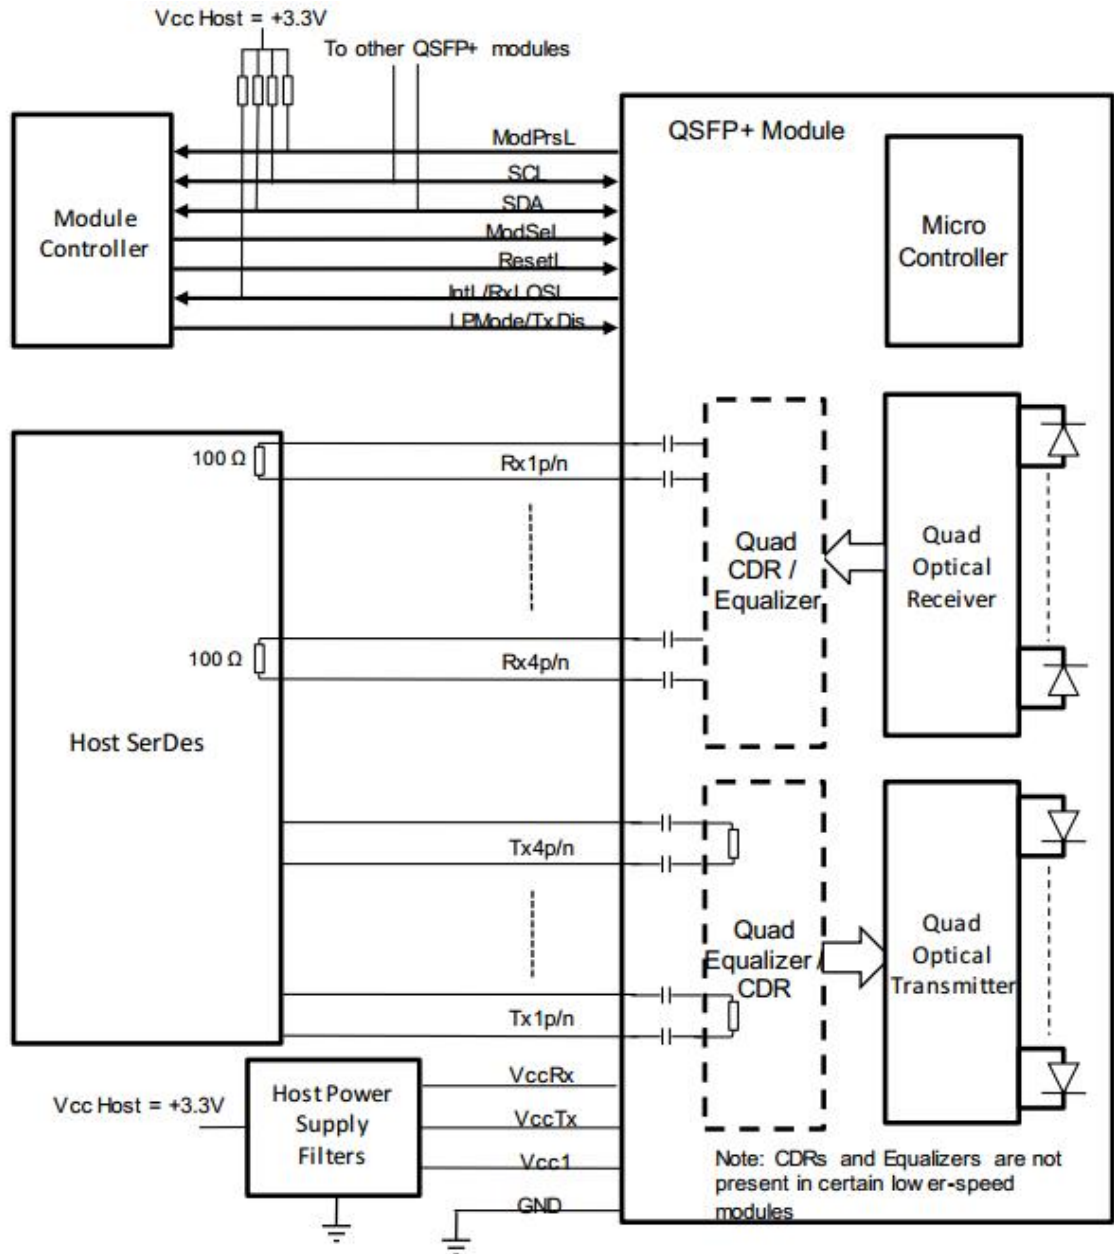 Vcc Host = +3.3V
To other QSFP+ modules
ModPrsL
SCL
SDA
ModSeL
ResetL
IntL/RxLOSL
LPMode/TxDis
Module
Controller
QSFP+ Module
Micro
Controller
100 Ω
Rx1p/n
100 Ω
Rx4p/n
Host SerDes
Quad
CDR /
Equalizer
Quad
Optical
Receiver
Tx4p/n
Tx1p/n
Quad
Equalizer /
CDR
Quad
Optical
Transmitter
Vcc Host = +3.3V
Host Power
Supply
Filters
VccRx
VccTx
Vcc1
GND
Note: CDRs and Equalizers are not
present in certain lower-speed
modules